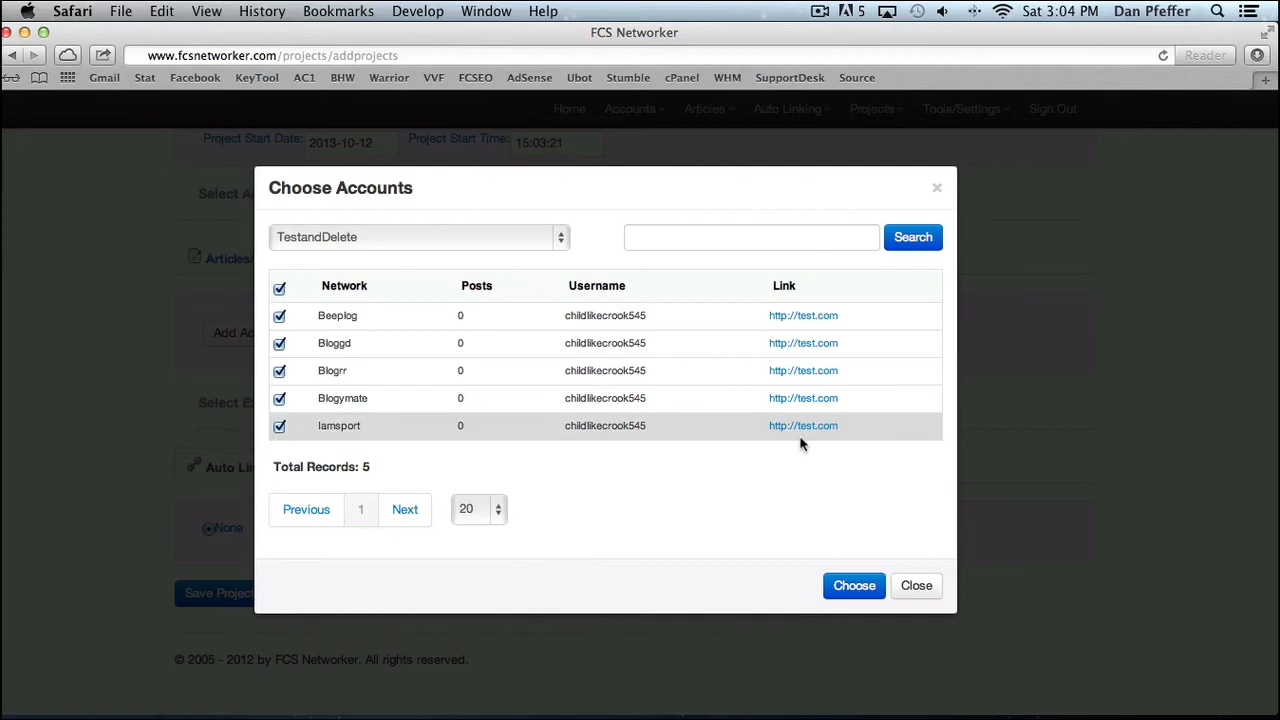 Safari File Edit View History Bookmarks Develop Window Help 5 Sat 3:04 PM Dan Pfeffer
FCS Networker
www.fcsnetworker.com/projects/addprojects Reader
Gmail Stat Facebook KeyTool AC1 BHW Warrior VVF FCSEO AdSense Ubot Stumble cPanel WHM SupportDesk Source
Home Accounts Articles Auto Linking Projects Tools/Settings Sign Out
Project Start Date: 2013-10-12 Project Start Time: 15:03:21
Choose Accounts ×
Select
TestandDelete Search
Articles/
Network Posts Username Link
Beeplog 0 childlikecrook545 http://test.com
Add
Bloggd 0 childlikecrook545 http://test.com
Blogrr 0 childlikecrook545 http://test.com
Blogymate 0 childlikecrook545 http://test.com
Select
Iamsport 0 childlikecrook545 http://test.com
Auto
Total Records: 5
Previous 1 Next 20
None
Choose Close
Save
© 2005 - 2012 by FCS Networker. All rights reserved.